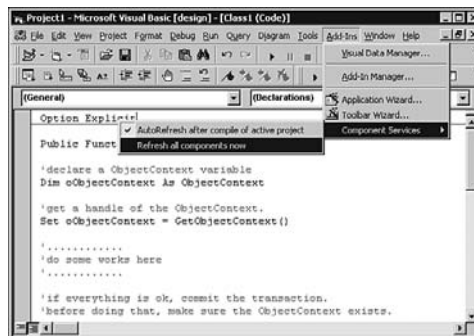 Project1 - Microsoft Visual Basic [design] - [Class1 (Code)]
File Edit View Project Format Debug Run Query Diagram Tools Add-Ins Window Help
Visual Data Manager...
Add-In Manager...
(General)
(Declarations)
Application Wizard...
Toolbar Wizard...
Component Services
Option Explicit
AutoRefresh after compile of active project
Public Funct
Refresh all components now
'declare a ObjectContext variable
Dim oObjectContext As ObjectContext
'get a handle of the ObjectContext.
Set oObjectContext = GetObjectContext()
'............
'do some works here
'............
'if everything is ok, commit the transaction.
'before doing that, make sure the ObjectContext exists.